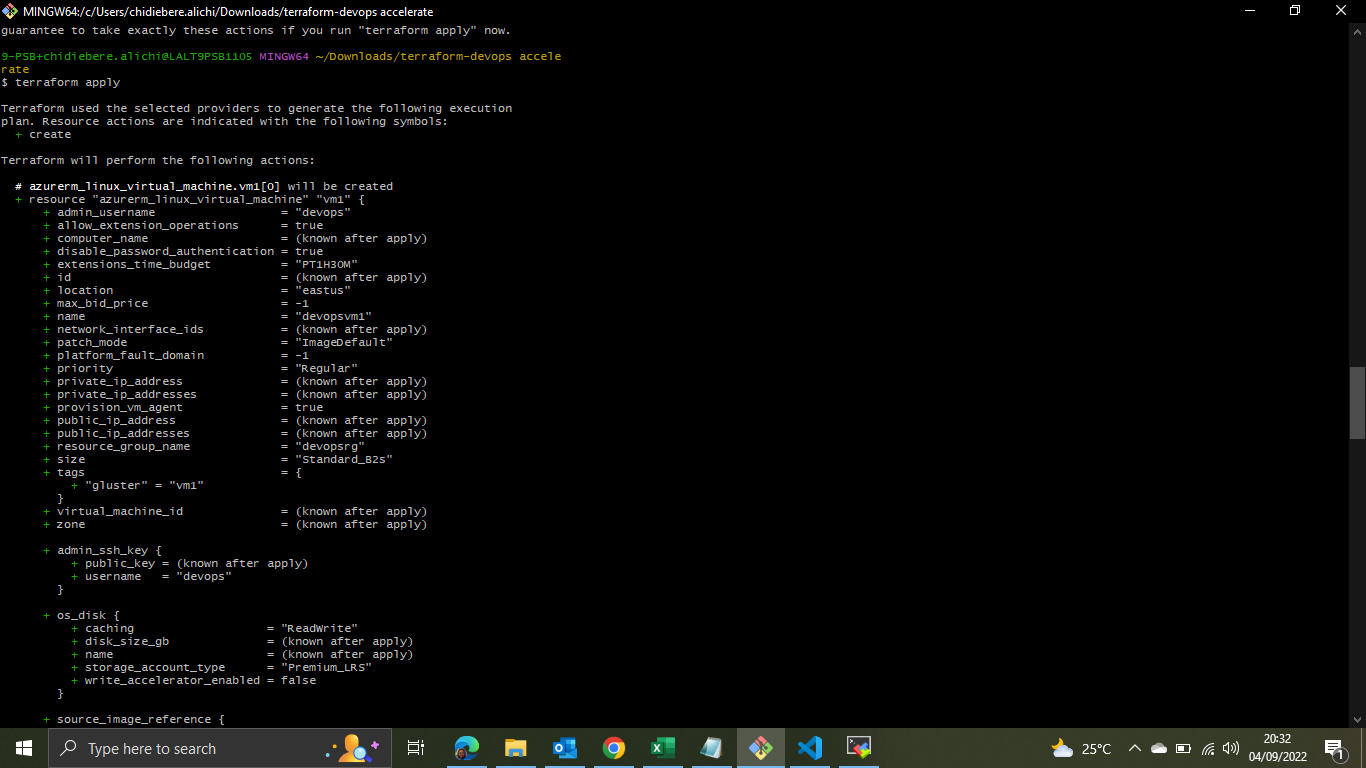 MINGW64:/c/Users/chidiebere.alichi/Downloads/terraform-devops accelerate
guarantee to take exactly these actions if you run "terraform apply" now.
9-PSB+chidiebere.alichi@LALT9PSB1105 MINGW64 ~/Downloads/terraform-devops accele
rate
$ terraform apply
Terraform used the selected providers to generate the following execution
plan. Resource actions are indicated with the following symbols:
+ create
Terraform will perform the following actions:
# azurerm_linux_virtual_machine.vm1[0] will be created
+ resource "azurerm_linux_virtual_machine" "vm1" {
+ admin_username = "devops"
+ allow_extension_operations = true
+ computer_name = (known after apply)
+ disable_password_authentication = true
+ extensions_time_budget = "PT1H30M"
+ id = (known after apply)
+ location = "eastus"
+ max_bid_price = -1
+ name = "devopsvm1"
+ network_interface_ids = (known after apply)
+ patch_mode = "ImageDefault"
+ platform_fault_domain = -1
+ priority = "Regular"
+ private_ip_address = (known after apply)
+ private_ip_addresses = (known after apply)
+ provision_vm_agent = true
+ public_ip_address = (known after apply)
+ public_ip_addresses = (known after apply)
+ resource_group_name = "devopsrg"
+ size = "Standard_B2s"
+ tags = {
+ "gluster" = "vm1"
}
+ virtual_machine_id = (known after apply)
+ zone = (known after apply)
+ admin_ssh_key {
+ public_key = (known after apply)
+ username = "devops"
}
+ os_disk {
+ caching = "ReadWrite"
+ disk_size_gb = (known after apply)
+ name = (known after apply)
+ storage_account_type = "Premium_LRS"
+ write_accelerator_enabled = false
}
+ source_image_reference {
Type here to search
25°C
20:32
04/09/2022
1